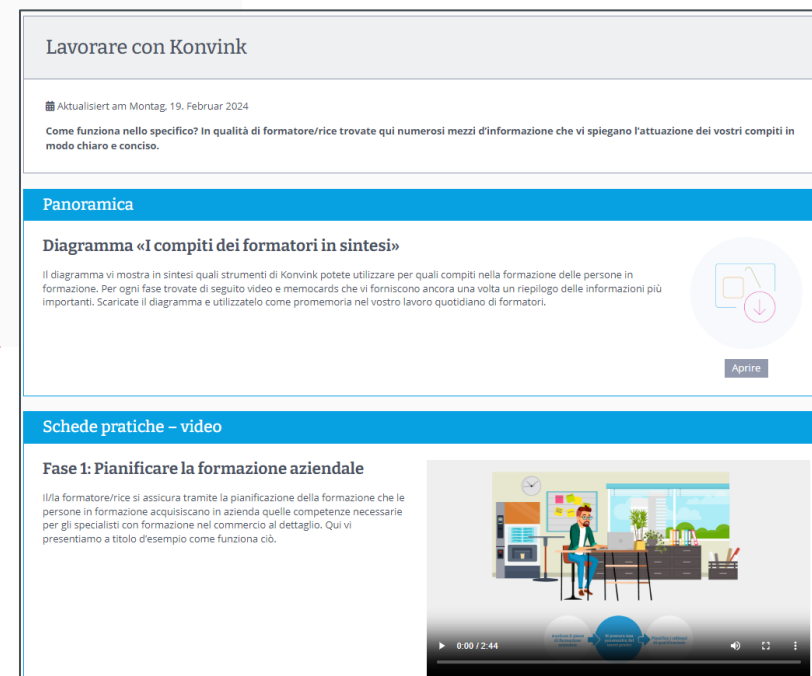 Lavorare con Konvink
Aktualisiert am Montag, 19. Februar 2024
Come funziona nello specifico? In qualità di formatore/rice trovate qui numerosi mezzi d'informazione che vi spiegano l'attuazione dei vostri compiti in
modo chiaro e conciso.
Panoramica
Diagramma «I compiti dei formatori in sintesi»
Il diagramma vi mostra in sintesi quali strumenti di Konvink potete utilizzare per quali compiti nella formazione delle persone in
formazione. Per ogni fase trovate di seguito video e memocards che vi forniscono ancora una volta un riepilogo delle informazioni più
importanti. Scaricate il diagramma e utilizzatelo come promemoria nel vostro lavoro quotidiano di formatori.
Aprire
Schede pratiche – video
Fase 1: Pianificare la formazione aziendale
Il/la formatore/rice si assicura tramite la pianificazione della formazione che le
persone in formazione acquisiscano in azienda quelle competenze necessarie
per gli specialisti con formazione nel commercio al dettaglio. Qui vi
presentiamo a titolo d'esempio come funziona ciò.
0:00 / 2:44